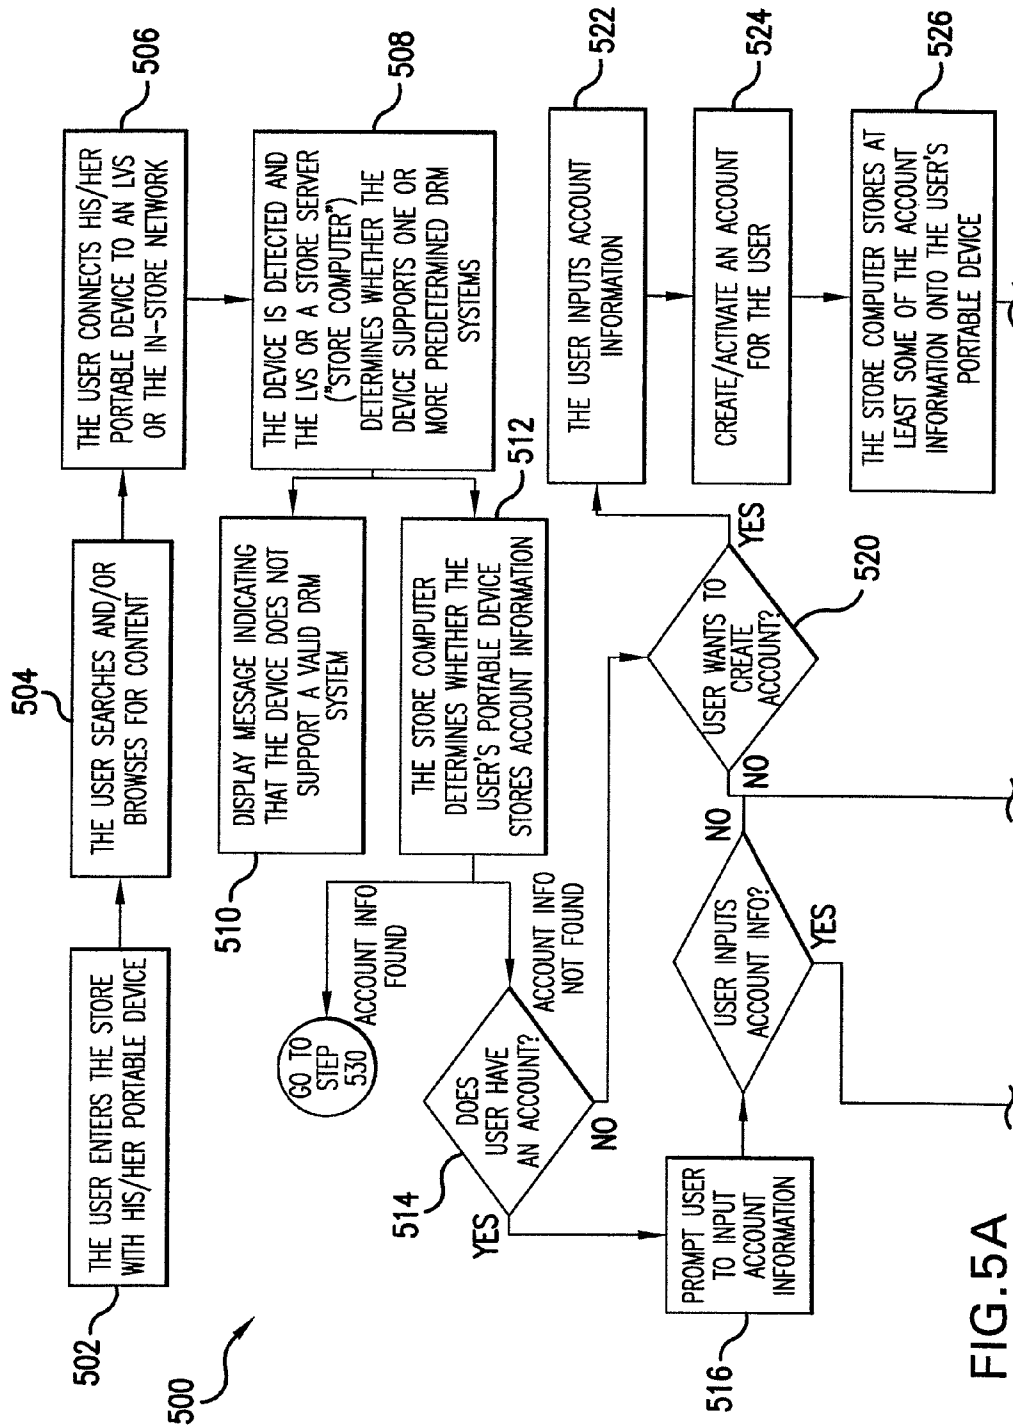 500
502
THE USER ENTERS THE STORE
WITH HIS/HER PORTABLE DEVICE
504
THE USER SEARCHES AND/OR
BROWSES FOR CONTENT
506
THE USER CONNECTS HIS/HER
PORTABLE DEVICE TO AN LVS
OR THE IN-STORE NETWORK
508
THE DEVICE IS DETECTED AND
THE LVS OR A STORE SERVER
("STORE COMPUTER")
DETERMINES WHETHER THE
DEVICE SUPPORTS ONE OR
MORE PREDETERMINED DRM
SYSTEMS
510
DISPLAY MESSAGE INDICATING
THAT THE DEVICE DOES NOT
SUPPORT A VALID DRM
SYSTEM
512
THE STORE COMPUTER
DETERMINES WHETHER THE
USER'S PORTABLE DEVICE
STORES ACCOUNT INFORMATION
GO TO
STEP
530
ACCOUNT INFO
FOUND
ACCOUNT INFO
NOT FOUND
514
DOES
USER HAVE
AN ACCOUNT?
YES
NO
516
PROMPT USER
TO INPUT
ACCOUNT
INFORMATION
USER INPUTS
ACCOUNT INFO?
NO
YES
520
USER WANTS TO
CREATE
ACCOUNT?
NO
YES
522
THE USER INPUTS ACCOUNT
INFORMATION
524
CREATE/ACTIVATE AN ACCOUNT
FOR THE USER
526
THE STORE COMPUTER STORES AT
LEAST SOME OF THE ACCOUNT
INFORMATION ONTO THE USER'S
PORTABLE DEVICE
FIG.5A